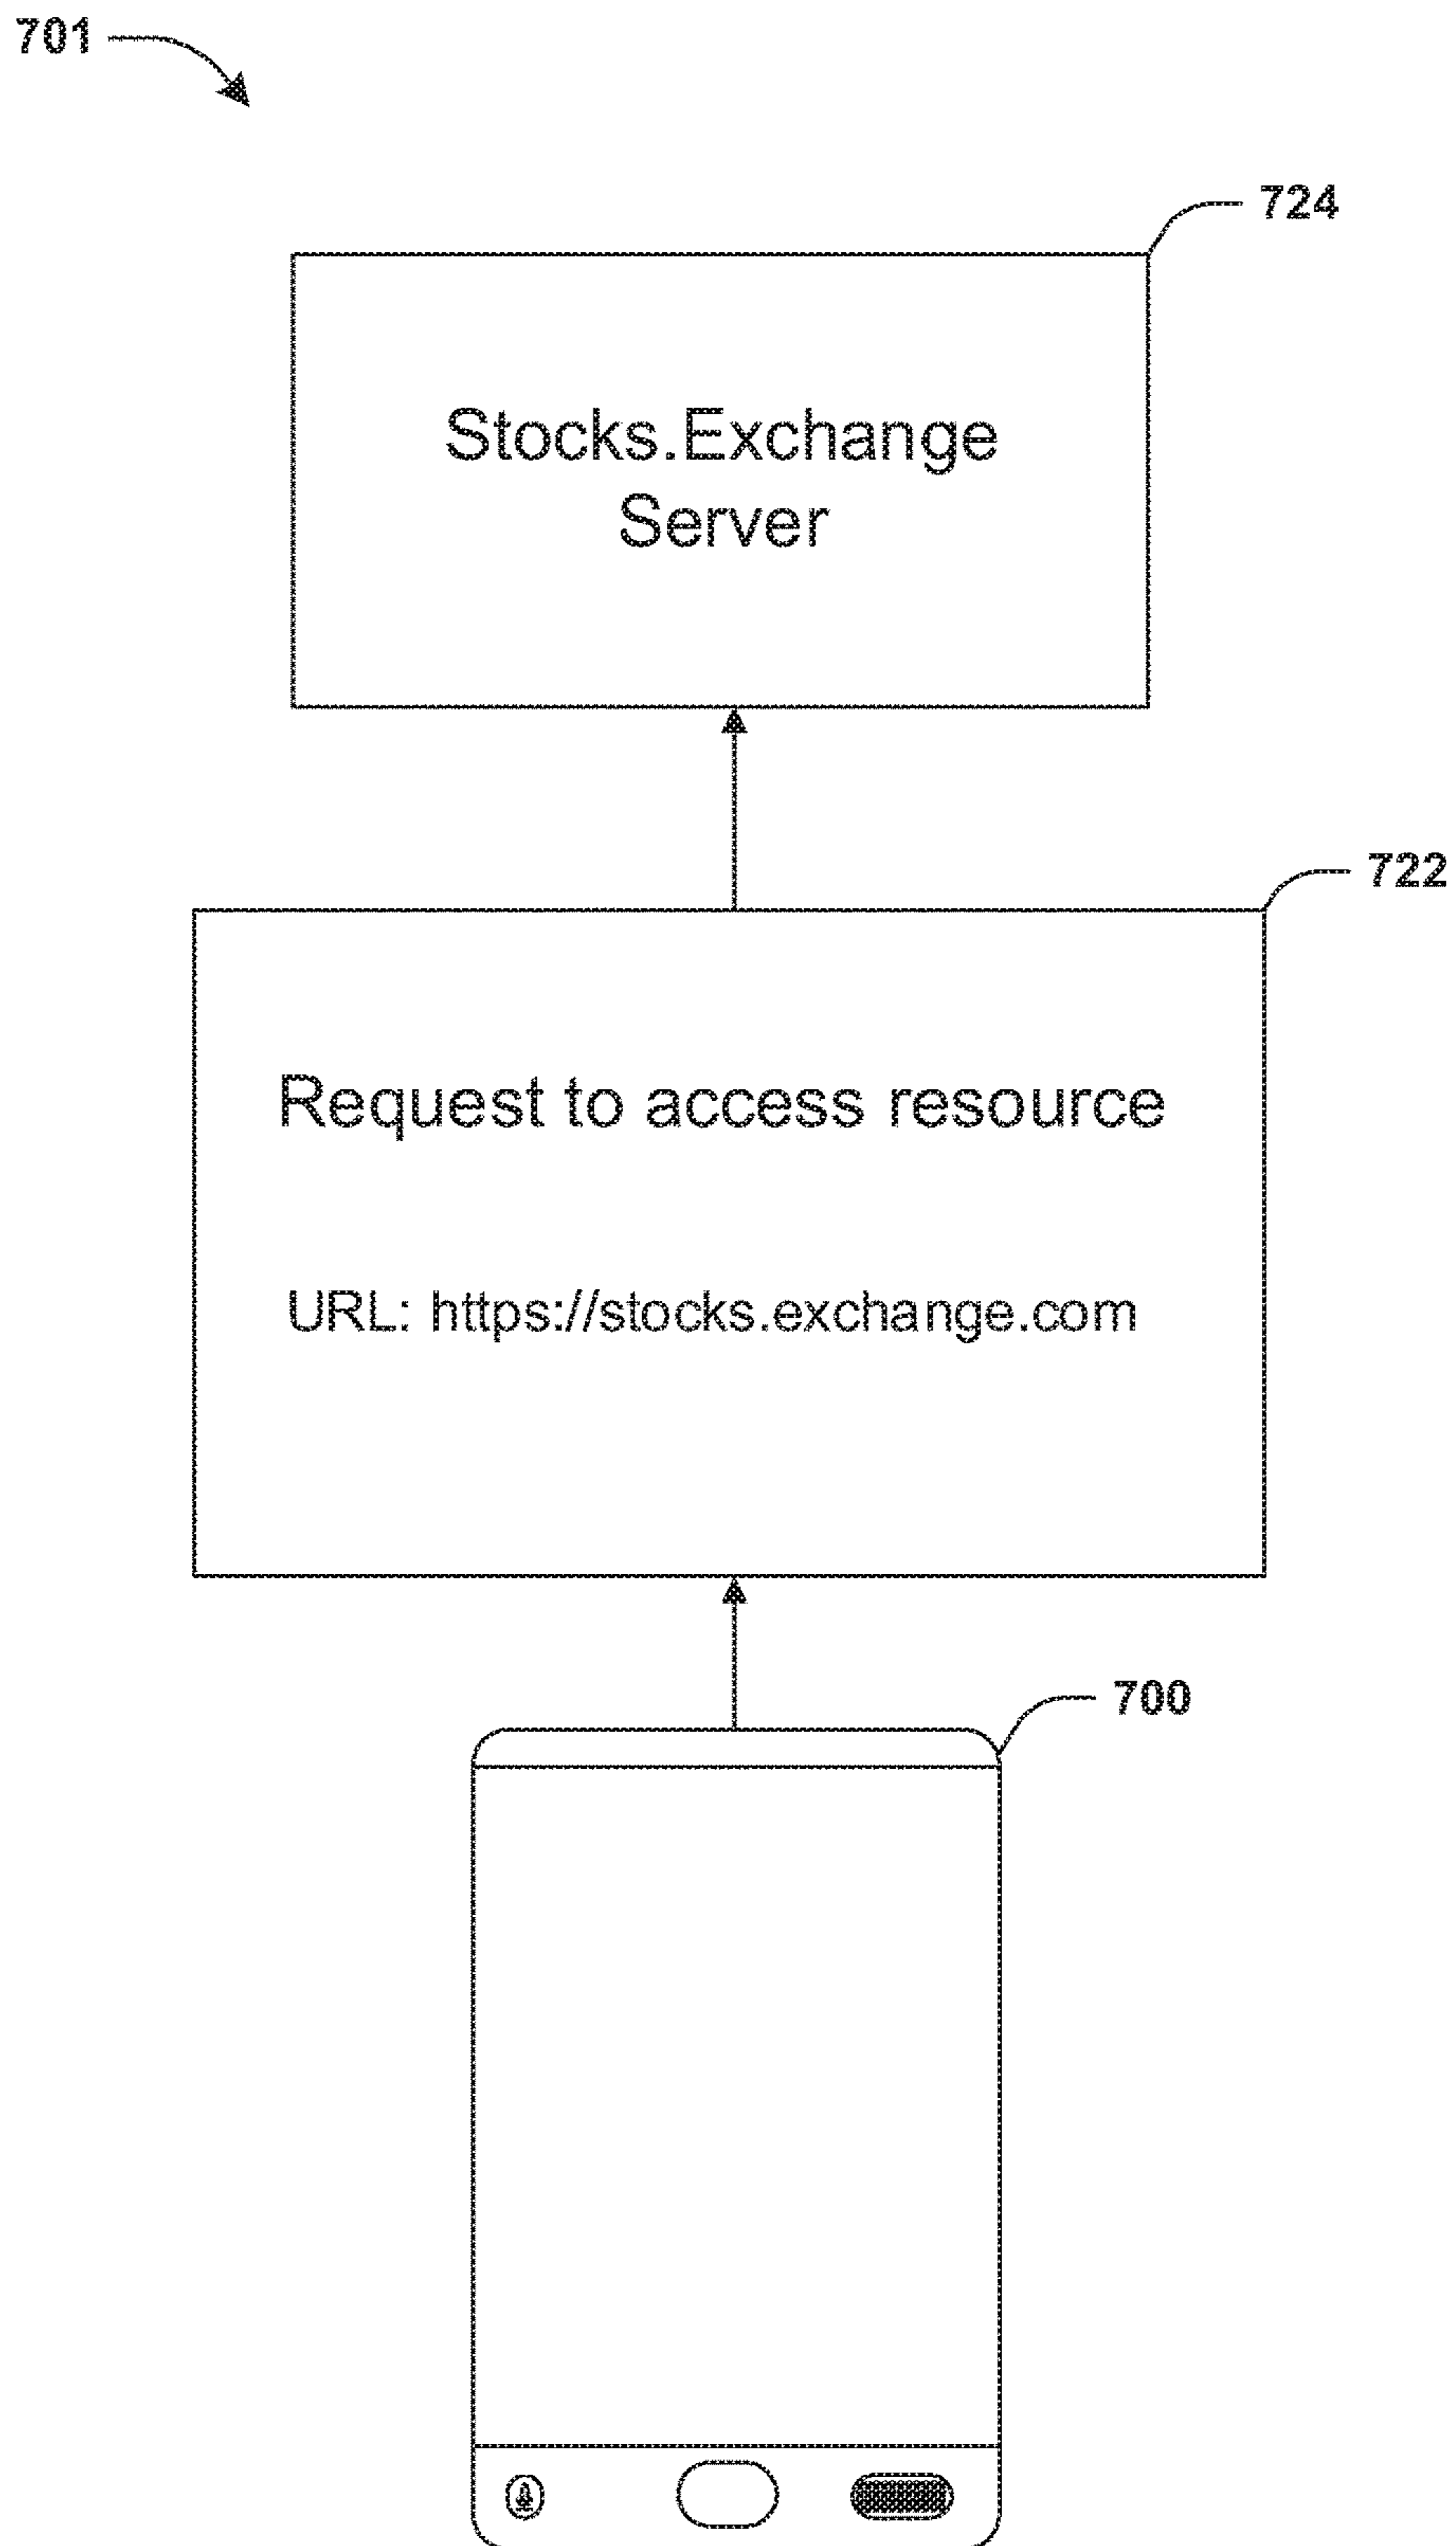 701
724
Stocks.Exchange
Server
722
Request to access resource
URL: https://stocks.exchange.com
700